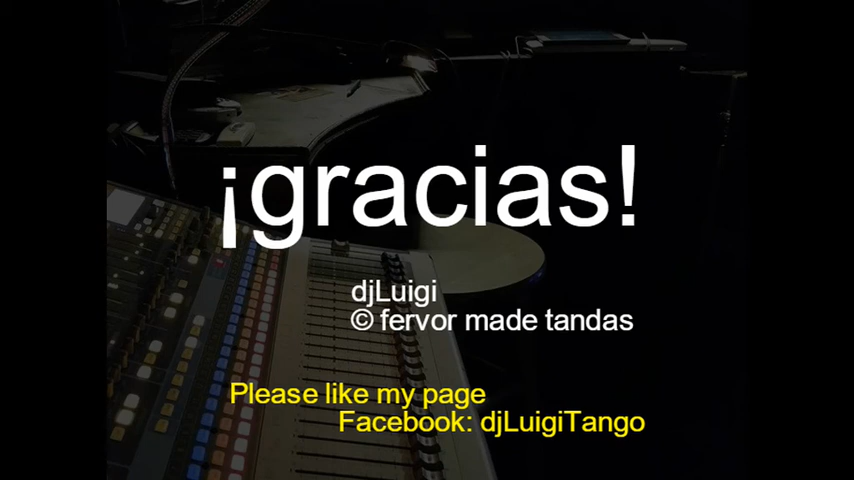 ¡gracias!
djLuigi
© fervor made tandas
Please like my page
Facebook: djLuigiTango